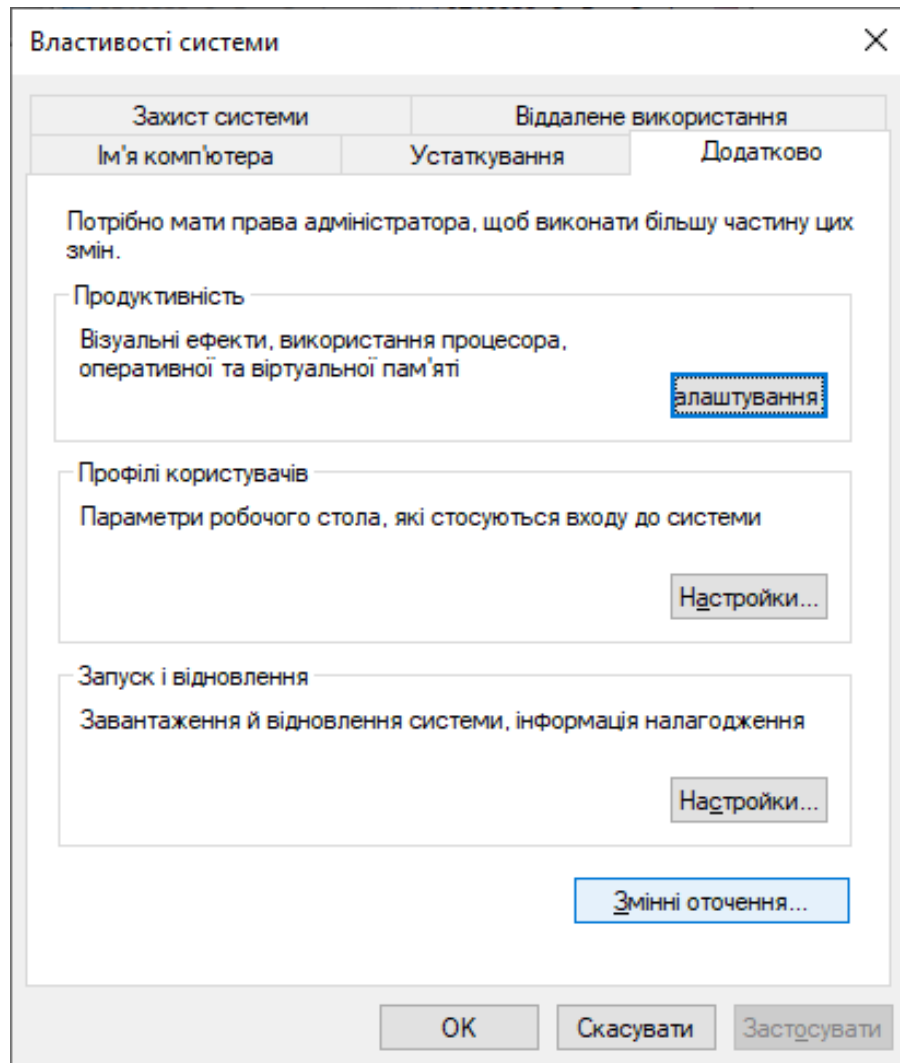 Властивості системи
Захист системи
Віддалене використання
Ім'я комп'ютера
Устаткування
Додатково
Потрібно мати права адміністратора, щоб виконати більшу частину цих
змін.
Продуктивність
Візуальні ефекти, використання процесора,
оперативної та віртуальної пам'яті
алаштування
Профілі користувачів
Параметри робочого стола, які стосуються входу до системи
Настройки...
Запуск і відновлення
Завантаження й відновлення системи, інформація налагодження
Настройки...
Змінні оточення...
OK
Скасувати
Застосувати